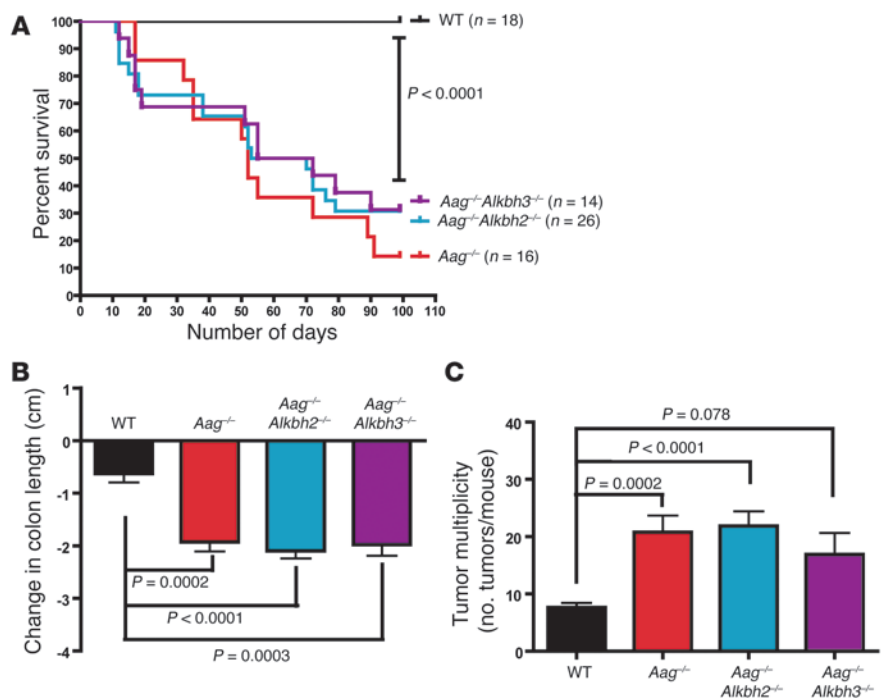 A
Percent survival
100
90
80
70
60
50
40
30
20
10
0
0 10 20 30 40 50 60 70 80 90 100 110
Number of days
WT (n = 18)
P < 0.0001
Aag–/–Alkbh3–/– (n = 14)
Aag–/–Alkbh2–/– (n = 26)
Aag–/– (n = 16)
B
Change in colon length (cm)
1
0
-1
-2
-3
-4
WT
Aag–/–
Aag–/–
Alkbh2–/–
Aag–/–
Alkbh3–/–
P = 0.0002
P < 0.0001
P = 0.0003
C
Tumor multiplicity
(no. tumors/mouse)
40
30
20
10
0
P = 0.078
P < 0.0001
P = 0.0002
WT
Aag–/–
Aag–/–
Alkbh2–/–
Aag–/–
Alkbh3–/–